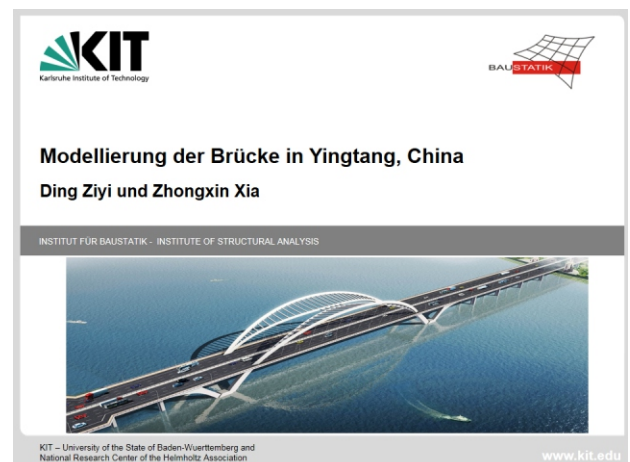 KIT
Karlsruhe Institute of Technology
BAUSTATIK
Modellierung der Brücke in Yingtang, China
Ding Ziyi und Zhongxin Xia
INSTITUT FÜR BAUSTATIK - INSTITUTE OF STRUCTURAL ANALYSIS
KIT – University of the State of Baden-Wuerttemberg and
National Research Center of the Helmholtz Association
www.kit.edu